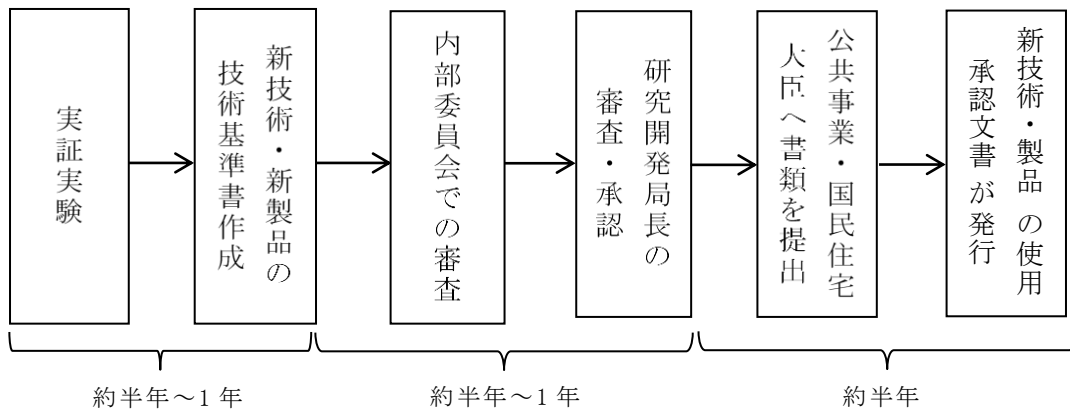 実証実験
新技術・新製品の
技術基準書作成
内部委員会での審査
研究開発局長の
審査・承認
公共事業・国民住宅
大臣へ書類を提出
新技術・製品 の使用
承認文書 が発行
約半年~1年
約半年~1年
約半年